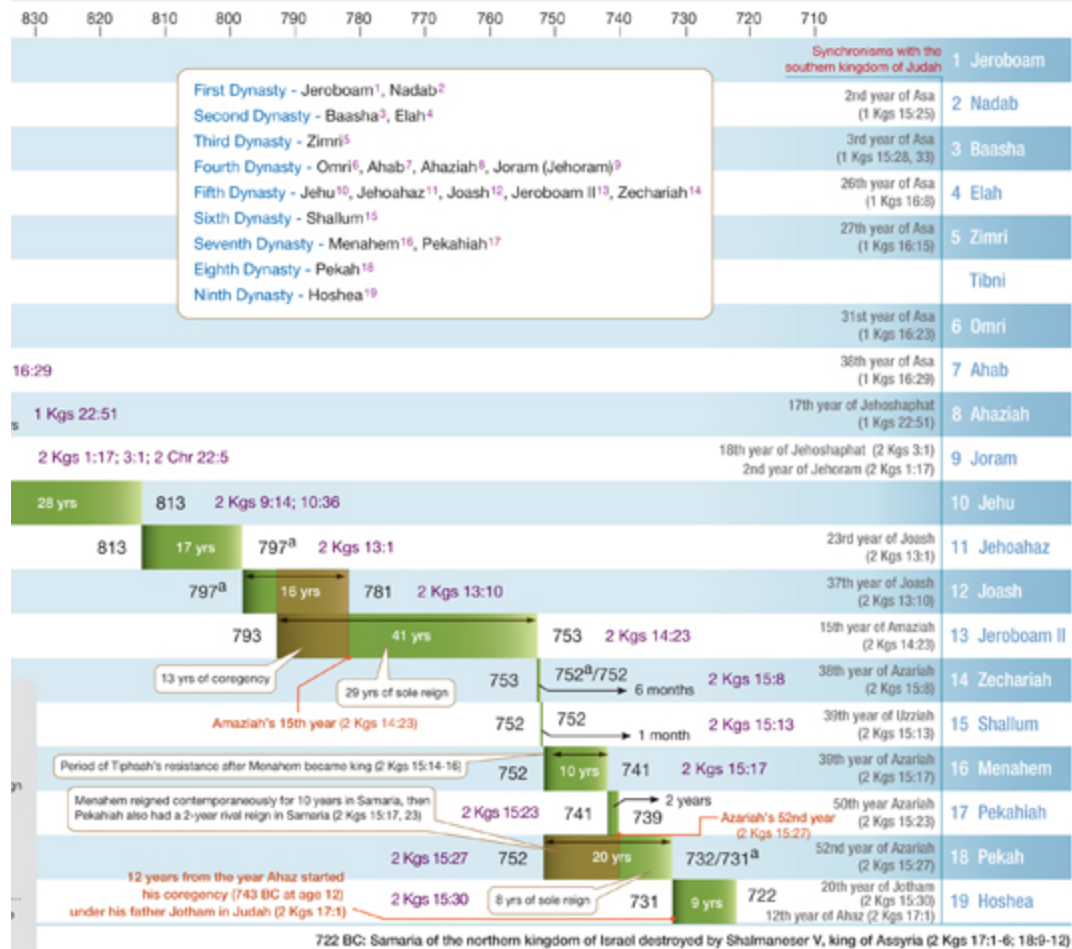 830 820 810 800 790 780 770 760 750 740 730 720 710
Synchronisms with the
southern kingdom of Judah
1 Jeroboam
First Dynasty - Jeroboam1, Nadab2
Second Dynasty - Baasha3, Elah4
Third Dynasty - Zimri5
Fourth Dynasty - Omri6, Ahab7, Ahaziah8, Joram (Jehoram)9
Fifth Dynasty - Jehu10, Jehoahaz11, Joash12, Jeroboam II13, Zechariah14
Sixth Dynasty - Shallum15
Seventh Dynasty - Menahem16, Pekahiah17
Eighth Dynasty - Pekah18
Ninth Dynasty - Hoshea19
2nd year of Asa
(1 Kgs 15:25)
2 Nadab
3rd year of Asa
(1 Kgs 15:28, 33)
3 Baasha
26th year of Asa
(1 Kgs 16:8)
4 Elah
27th year of Asa
(1 Kgs 16:15)
5 Zimri
Tibni
31st year of Asa
(1 Kgs 16:23)
6 Omri
16:29
38th year of Asa
(1 Kgs 16:29)
7 Ahab
1 Kgs 22:51
17th year of Jehoshaphat
(1 Kgs 22:51)
8 Ahaziah
2 Kgs 1:17; 3:1; 2 Chr 22:5
18th year of Jehoshaphat (2 Kgs 3:1)
2nd year of Jehoram (2 Kgs 1:17)
9 Joram
28 yrs 813 2 Kgs 9:14; 10:36
10 Jehu
813 17 yrs 797a 2 Kgs 13:1
23rd year of Joash
(2 Kgs 13:1)
11 Jehoahaz
797a 16 yrs 781 2 Kgs 13:10
37th year of Joash
(2 Kgs 13:10)
12 Joash
793 41 yrs 753 2 Kgs 14:23
15th year of Amaziah
(2 Kgs 14:23)
13 Jeroboam II
13 yrs of coregency
29 yrs of sole reign
Amaziah's 15th year (2 Kgs 14:23)
753 752a/752 6 months 2 Kgs 15:8
38th year of Azariah
(2 Kgs 15:8)
14 Zechariah
752 752 1 month 2 Kgs 15:13
39th year of Uzziah
(2 Kgs 15:13)
15 Shallum
Period of Tiphsah's resistance after Menahem became king (2 Kgs 15:14-16)
752 10 yrs 741 2 Kgs 15:17
39th year of Azariah
(2 Kgs 15:17)
16 Menahem
Menahem reigned contemporaneously for 10 years in Samaria, then
Pekahiah also had a 2-year rival reign in Samaria (2 Kgs 15:17, 23)
2 Kgs 15:23 741 739 2 years
Azariah's 52nd year
(2 Kgs 15:27)
50th year Azariah
(2 Kgs 15:23)
17 Pekahiah
2 Kgs 15:27 752 20 yrs 732/731a
52nd year of Azariah
(2 Kgs 15:27)
18 Pekah
12 years from the year Ahaz started
his coregency (743 BC at age 12)
under his father Jotham in Judah (2 Kgs 17:1)
8 yrs of sole reign
2 Kgs 15:30 731 9 yrs 722
20th year of Jotham
(2 Kgs 15:30)
12th year of Ahaz (2 Kgs 17:1)
19 Hoshea
722 BC: Samaria of the northern kingdom of Israel destroyed by Shalmaneser V, king of Assyria (2 Kgs 17:1-6; 18:9-12)